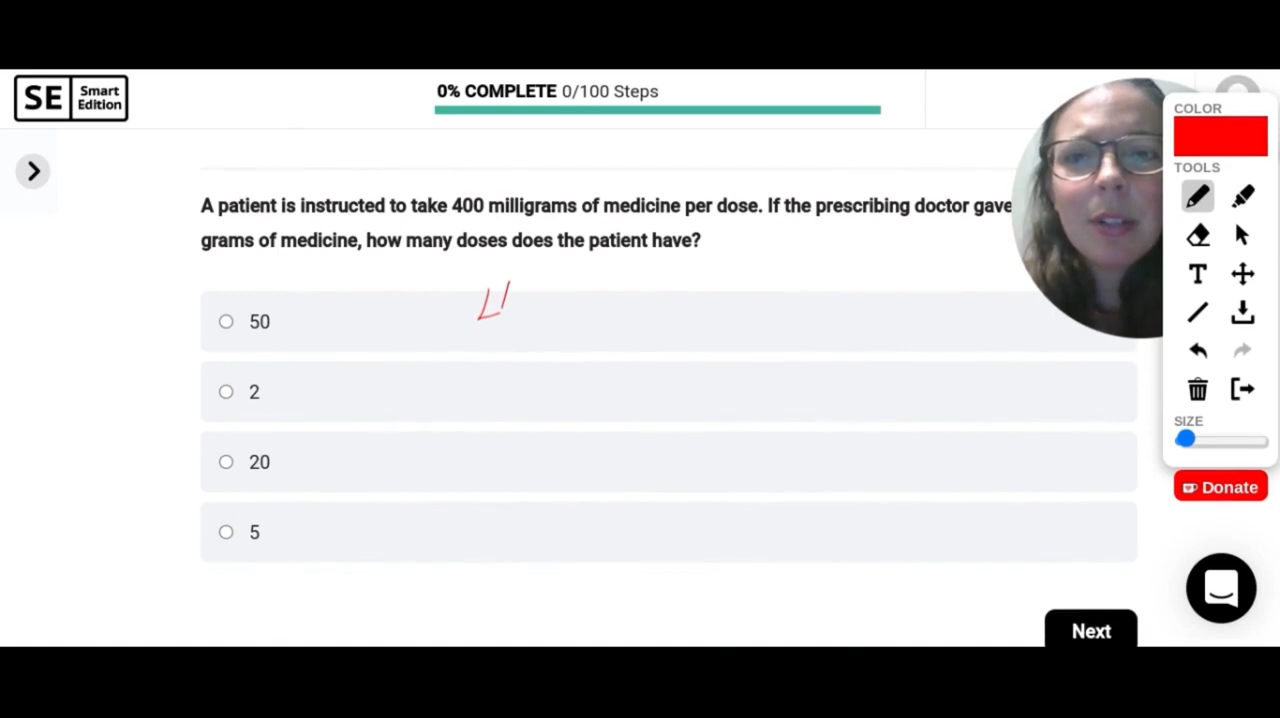 SE Smart Edition
0% COMPLETE 0/100 Steps
COLOR
TOOLS
A patient is instructed to take 400 milligrams of medicine per dose. If the prescribing doctor gave
grams of medicine, how many doses does the patient have?
50
2
20
5
T
SIZE
Donate
Next